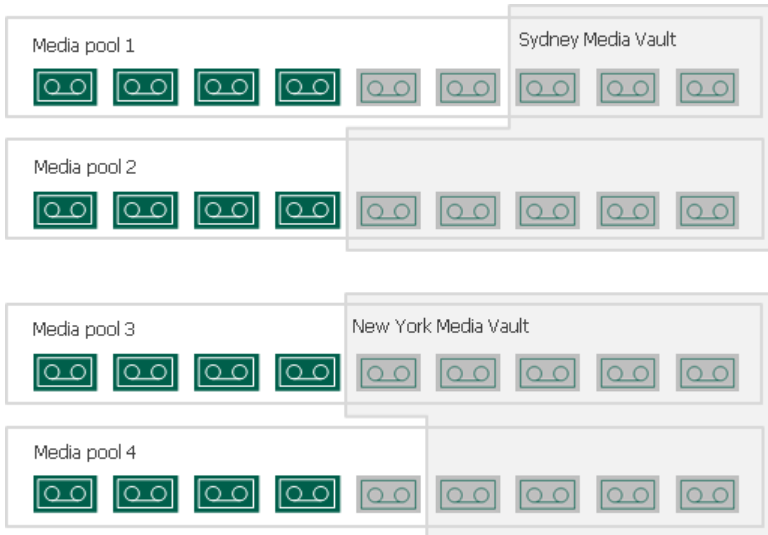 Media pool 1
Sydney Media Vault
Media pool 2
Media pool 3
New York Media Vault
Media pool 4